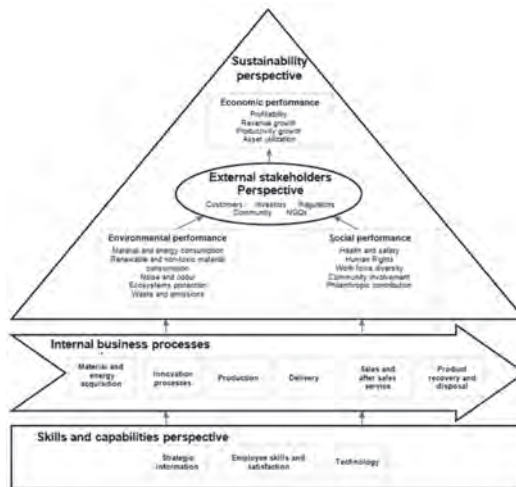 Sustainability
perspective
Economic performance
Profitability
Revenue growth
Productivity growth
Asset utilization
External stakeholders
Perspective
Customers Investors Regulators
Community NGOs
Environmental performance
Material and energy consumption
Renewable and non-toxic material
consumption
Noise and odour
Ecosystems protection
Waste and emissions
Social performance
Health and safety
Human Rights
Work force diversity
Community involvement
Philanthropic contribution
Internal business processes
Material and
energy
acquisition
Innovation
processes
Production
Delivery
Sales and
after sales
service
Product
recovery and
disposal
Skills and capabilities perspective
Strategic
information
Employee skills and
satisfaction
Technology